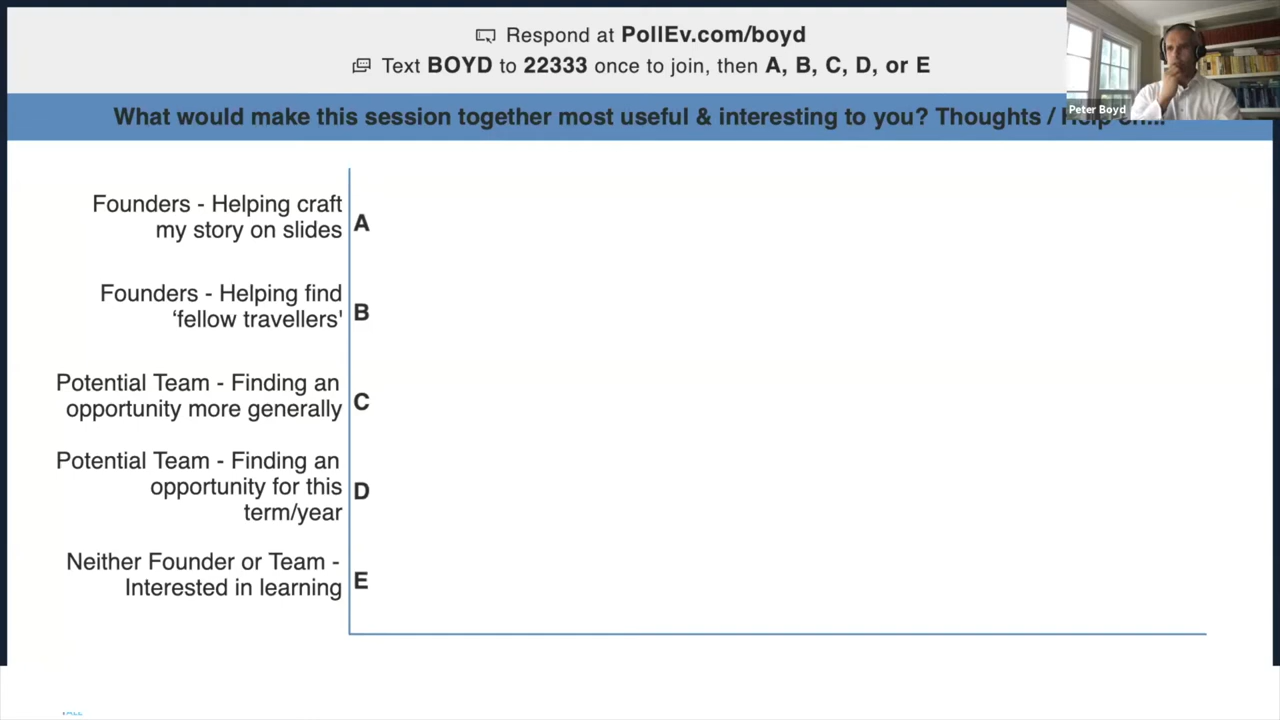 Respond at PollEv.com/boyd
Text BOYD to 22333 once to join, then A, B, C, D, or E
What would make this session together most useful & interesting to you? Thoughts / Help on...
Peter Boyd
Founders - Helping craft
my story on slides
A
Founders - Helping find
‘fellow travellers'
B
Potential Team - Finding an
opportunity more generally
C
Potential Team - Finding an
opportunity for this
term/year
D
Neither Founder or Team -
Interested in learning
E